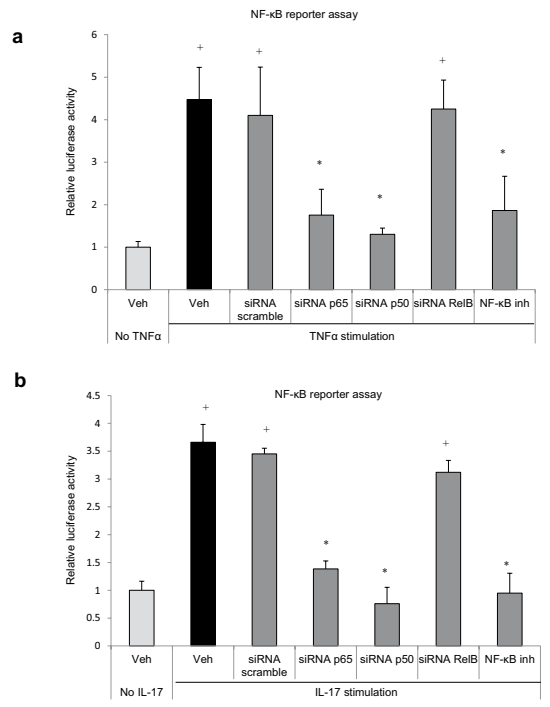 NF-κB reporter assay
a
Relative luciferase activity
6
5
4
3
2
1
0
+
+
*
*
+
*
Veh
Veh
siRNA scramble
siRNA p65
siRNA p50
siRNA RelB
NF-κB inh
No TNFα
TNFα stimulation
b
NF-κB reporter assay
Relative luciferase activity
4.5
4
3.5
3
2.5
2
1.5
1
0.5
0
+
+
*
*
+
*
Veh
Veh
siRNA scramble
siRNA p65
siRNA p50
siRNA RelB
NF-κB inh
No IL-17
IL-17 stimulation